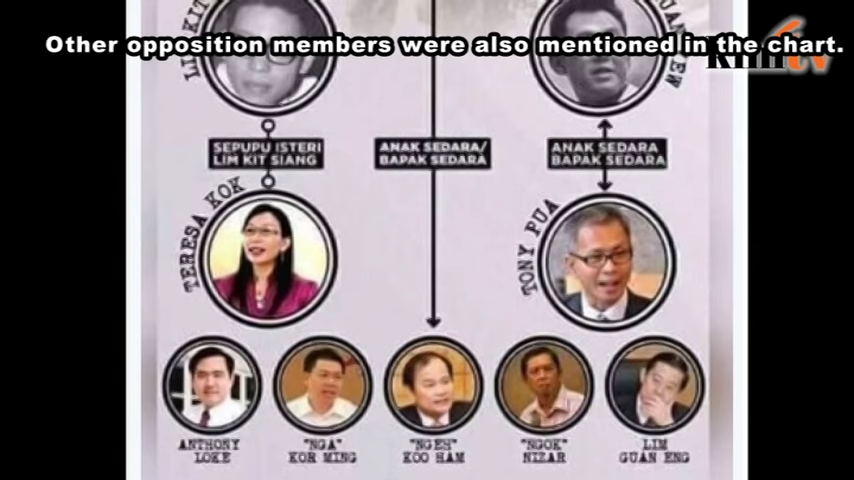 Other opposition members were also mentioned in the chart.
LIM KIT
SEPUPU ISTERI
LIM KIT SIANG
ANAK SEDARA/
BAPAK SEDARA
ANAK SEDARA
BAPAK SEDARA
TERESA KOK
TONY PUA
ANTHONY
LOKE
"NGA"
KOR MING
"NGEH"
KOO HAM
"NGOK"
NIZAR
LIM
GUAN ENG